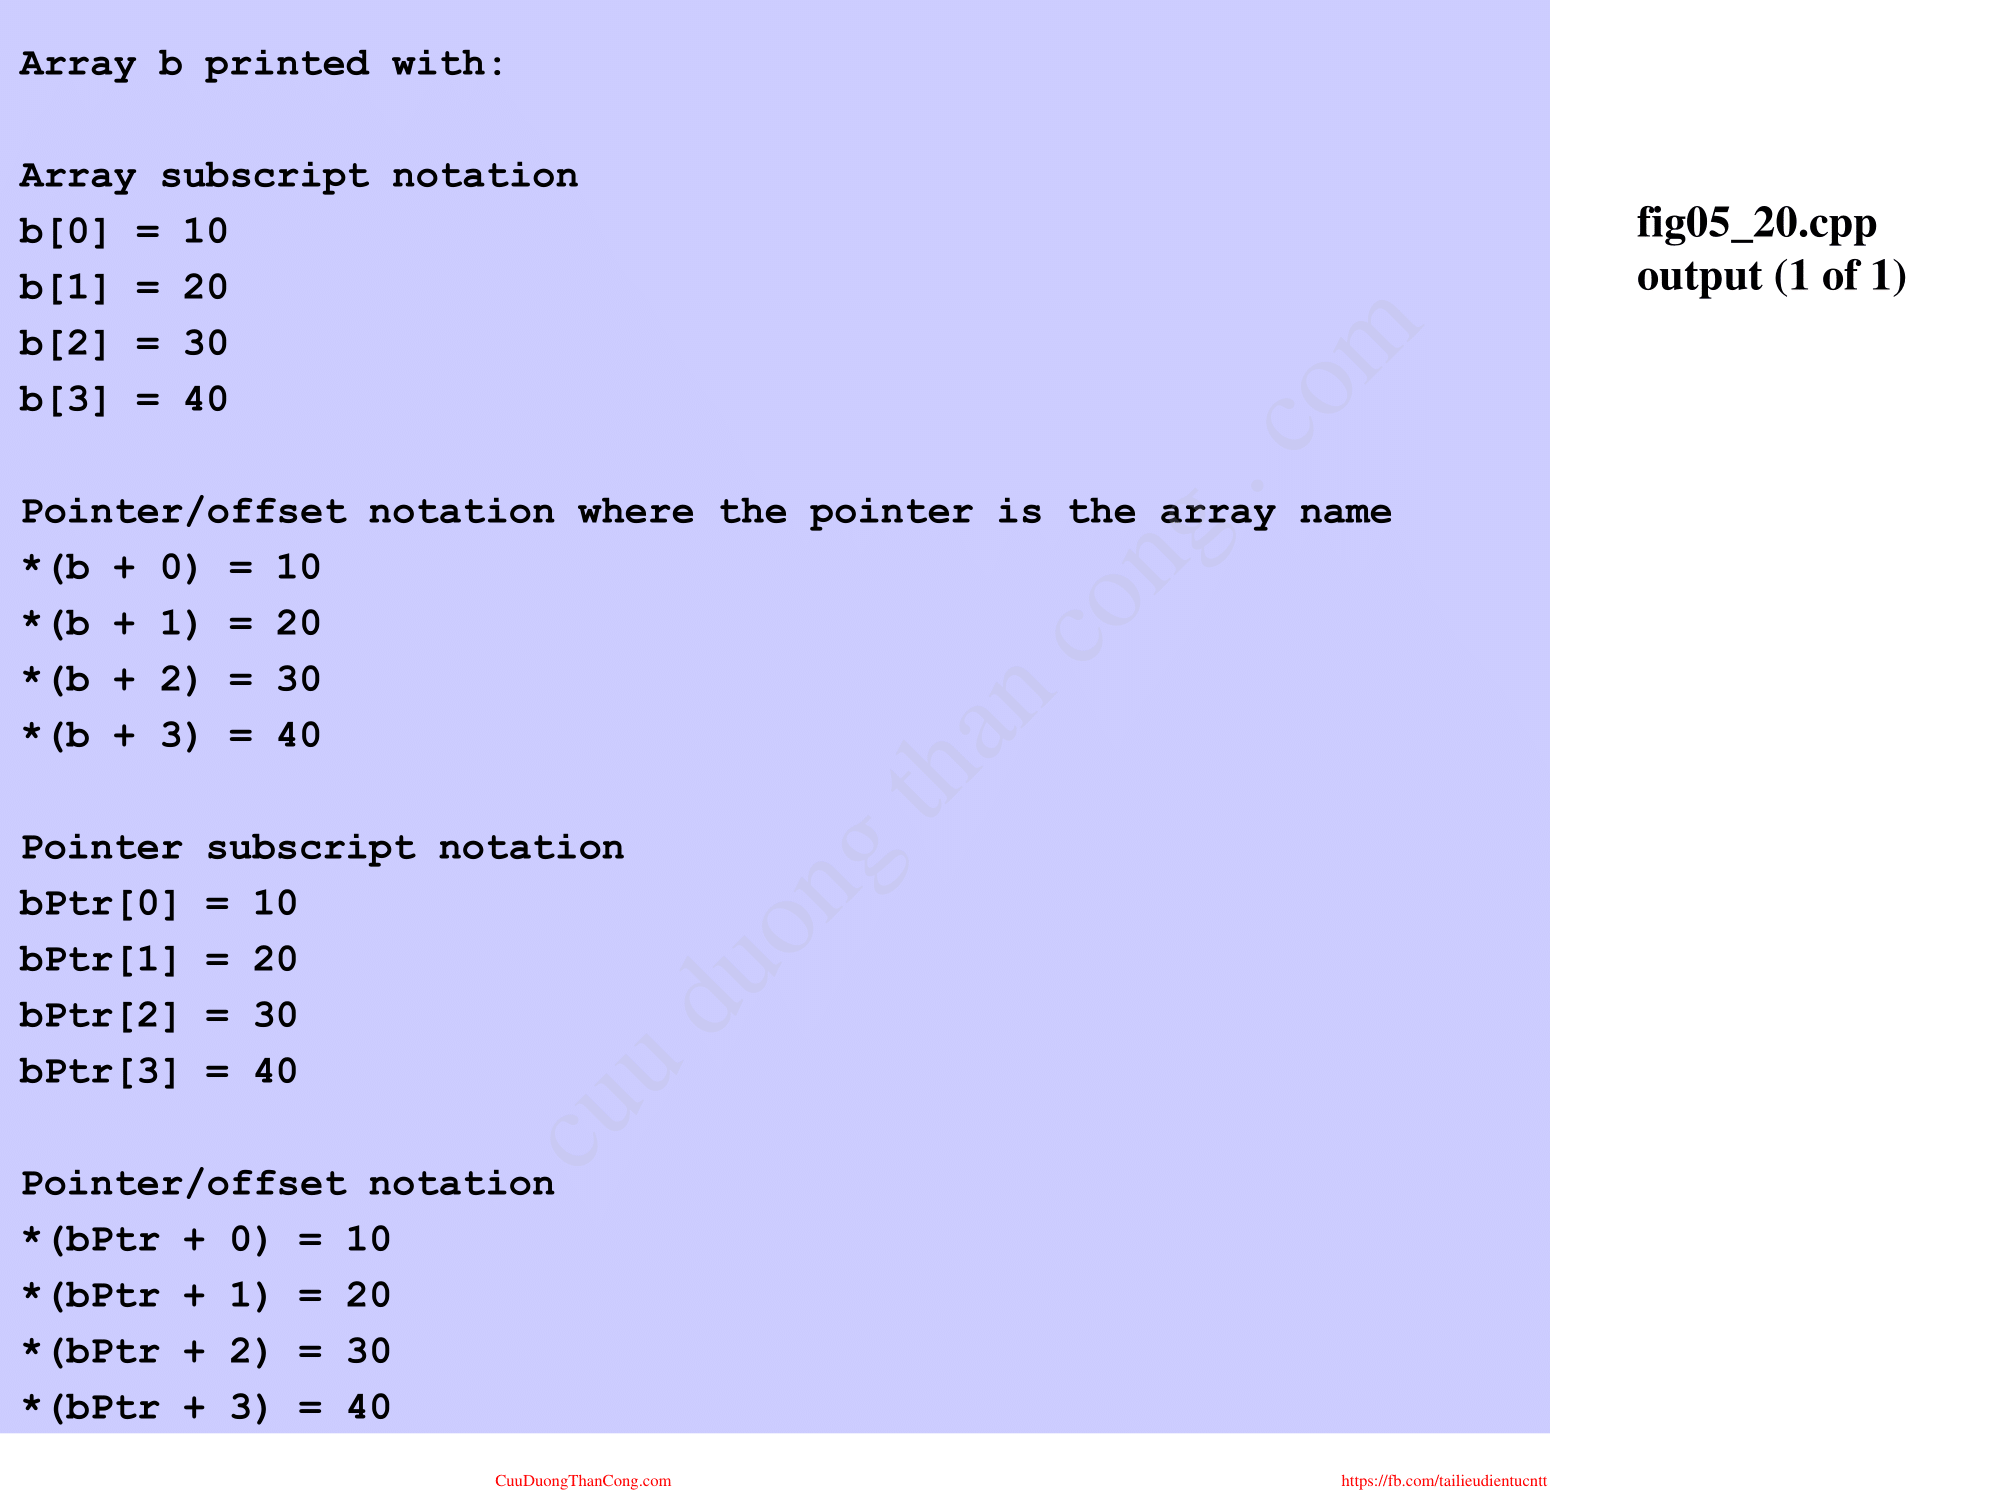 Array b printed with:
Array subscript notation
b[0] = 10
b[1] = 20
b[2] = 30
b[3] = 40
Pointer/offset notation where the pointer is the array name
*(b + 0) = 10
*(b + 1) = 20
*(b + 2) = 30
*(b + 3) = 40
Pointer subscript notation
bPtr[0] = 10
bPtr[1] = 20
bPtr[2] = 30
bPtr[3] = 40
Pointer/offset notation
*(bPtr + 0) = 10
*(bPtr + 1) = 20
*(bPtr + 2) = 30
*(bPtr + 3) = 40
fig05_20.cpp
output (1 of 1)
cuu duong than cong . com
CuuDuongThanCong.com
https://fb.com/tailieudientucntt